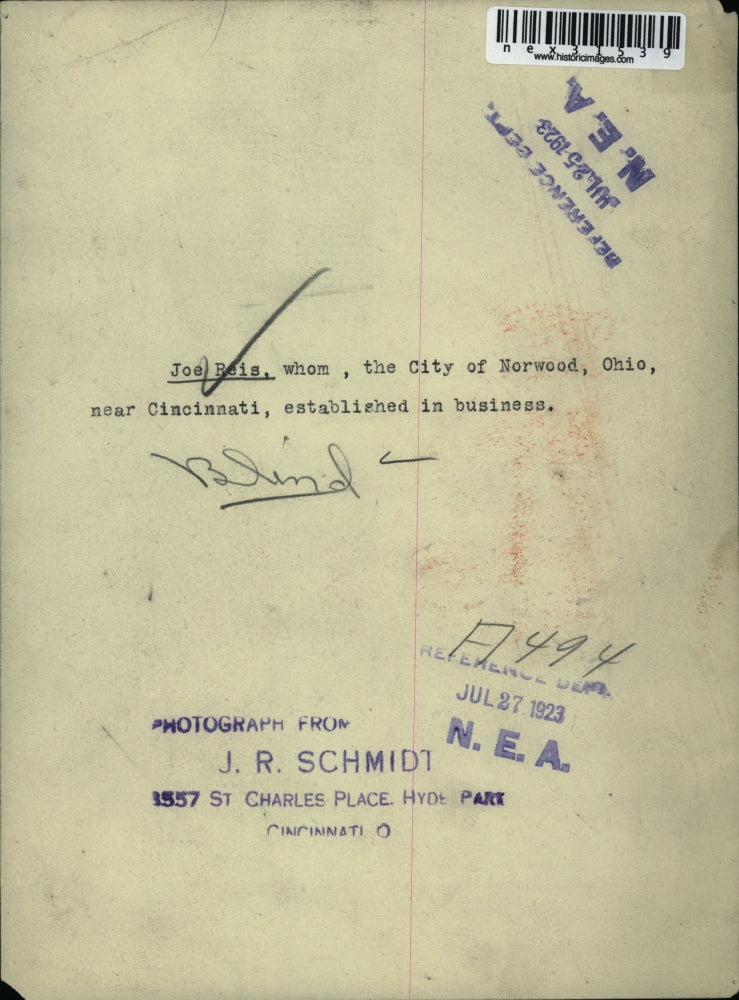 nex31539
www.historicimages.com
REFERENCE DEPT.
JUL 25 1923
N. E. A.
Joe Reis, whom , the City of Norwood, Ohio,
near Cincinnati, established in business.
Blind
A 494
REFERENCE DEPT.
JUL 27 1923
N. E. A.
PHOTOGRAPH FROM
J. R. SCHMIDT
3557 ST CHARLES PLACE. HYDE PARK
CINCINNATI O